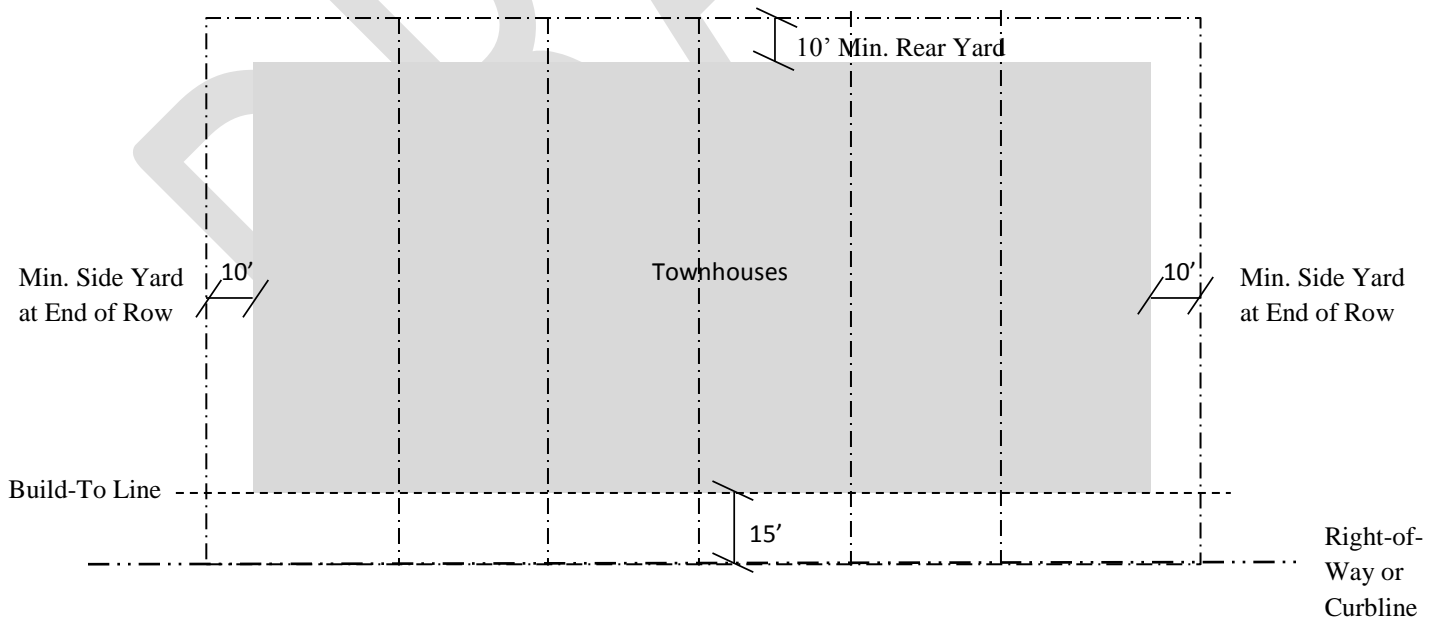 10’ Min. Rear Yard
Min. Side Yard
at End of Row
10’
Townhouses
10’
Min. Side Yard
at End of Row
Build-To Line
15’
Right-of-
Way or
Curbline